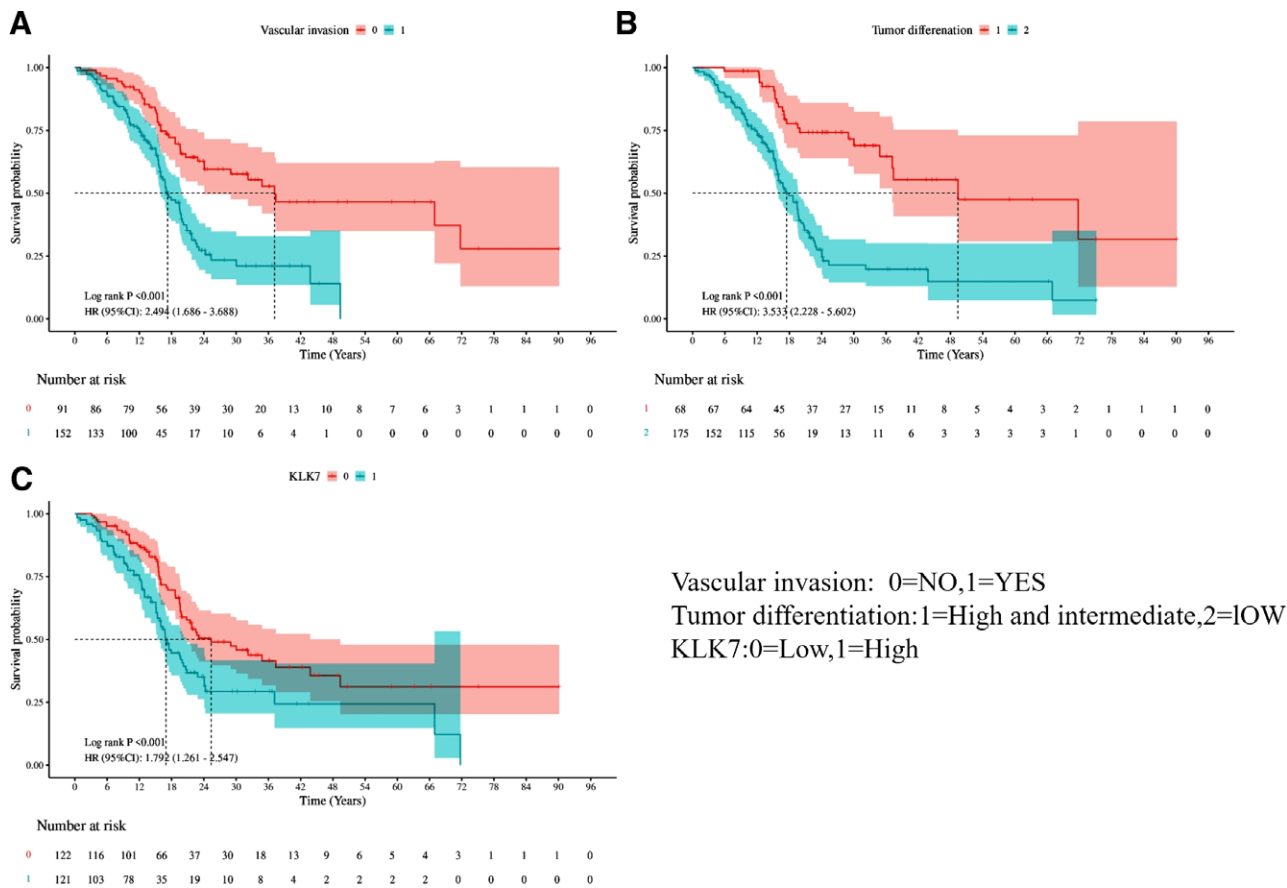 A
Vascular invasion 0 1
1.00
0.75
0.50
0.25
0.00
Survival probability
Log rank P <0.001
HR (95%CI): 2.494 (1.686 - 3.688)
0 6 12 18 24 30 36 42 48 54 60 66 72 78 84 90 96
Time (Years)
Number at risk
0 91 86 79 56 39 30 20 13 10 8 7 6 3 1 1 1 0
1 152 133 100 45 17 10 6 4 1 0 0 0 0 0 0 0 0
B
Tumor differenation 1 2
1.00
0.75
0.50
0.25
0.00
Survival probability
Log rank P <0.001
HR (95%CI): 3.533 (2.228 - 5.602)
0 6 12 18 24 30 36 42 48 54 60 66 72 78 84 90 96
Time (Years)
Number at risk
1 68 67 64 45 37 27 15 11 8 5 4 3 2 1 1 1 0
2 175 152 115 56 19 13 11 6 3 3 3 3 1 0 0 0 0
C
KLK7 0 1
1.00
0.75
0.50
0.25
0.00
Survival probability
Log rank P <0.001
HR (95%CI): 1.792 (1.261 - 2.547)
0 6 12 18 24 30 36 42 48 54 60 66 72 78 84 90 96
Time (Years)
Number at risk
0 122 116 101 66 37 30 18 13 9 6 5 4 3 1 1 1 0
1 121 103 78 35 19 10 8 4 2 2 2 2 0 0 0 0 0
Vascular invasion: 0=NO,1=YES
Tumor differentiation:1=High and intermediate,2=lOW
KLK7:0=Low,1=High